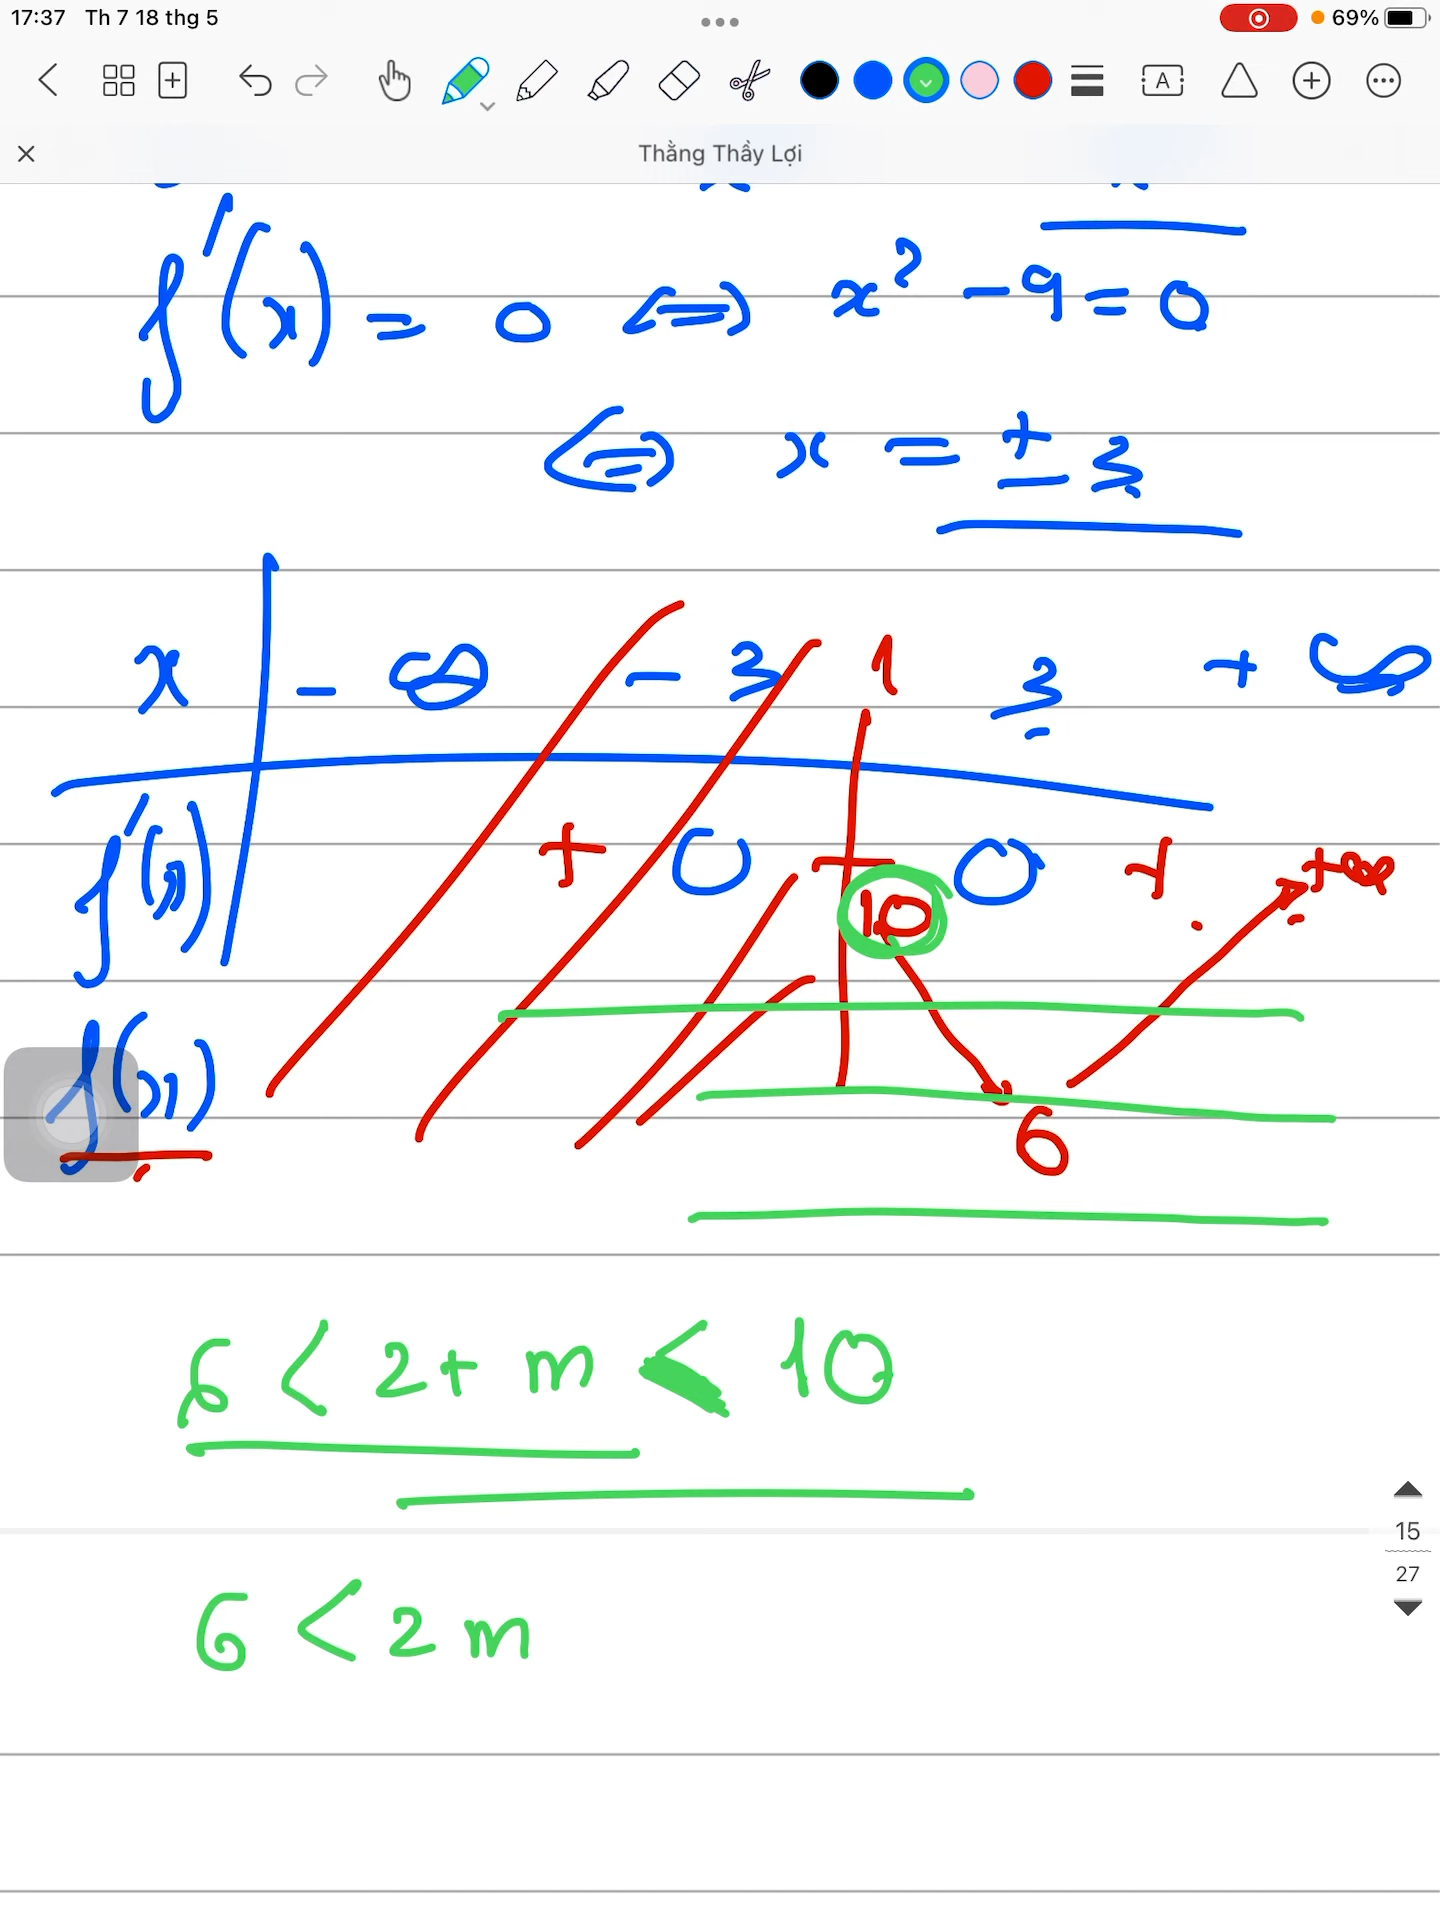 17:37 Th 7 18 thg 5 69%
A
Thằng Thầy Lợi
f'(x) = 0 <=> x² - 9 = 0
<=> x = ± 3
x - ∞ - 3 1 3 + ∞
f'(x) + 0 - 0 +
10 +∞
f(x)
6
6 < 2 + m < 10
15
27
6 < 2 m